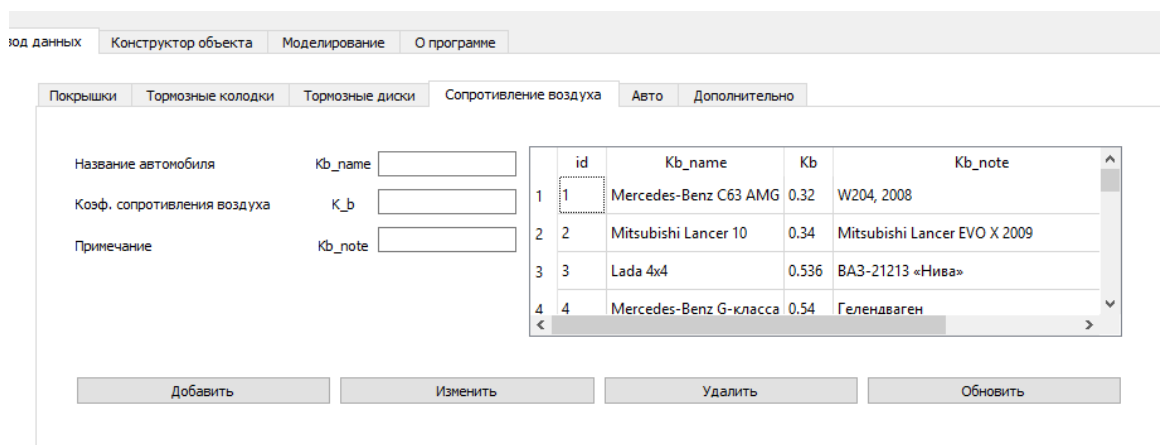 зод данных Конструктор объекта Моделирование О программе
Покрышки Тормозные колодки Тормозные диски Сопротивление воздуха Авто Дополнительно
Название автомобиля Kb_name
Коэф. сопротивления воздуха K_b
Примечание Kb_note
id Kb_name Kb Kb_note
1 1 Mercedes-Benz C63 AMG 0.32 W204, 2008
2 2 Mitsubishi Lancer 10 0.34 Mitsubishi Lancer EVO X 2009
3 3 Lada 4x4 0.536 ВАЗ-21213 «Нива»
4 4 Mercedes-Benz G-класса 0.54 Гелендваген
Добавить Изменить Удалить Обновить